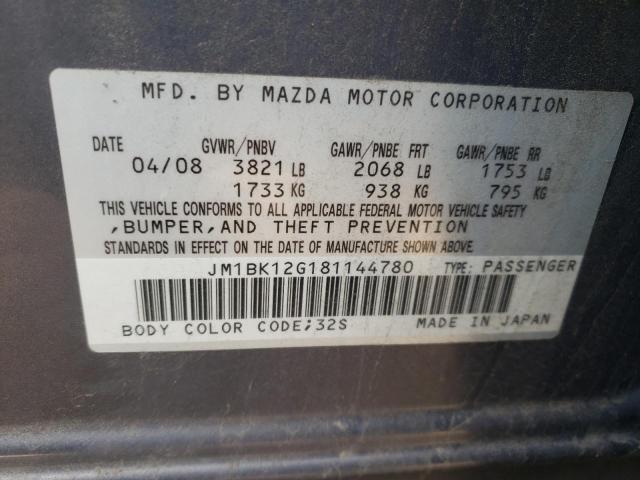 MFD. BY MAZDA MOTOR CORPORATION
DATE GVWR/PNBV GAWR/PNBE FRT GAWR/PNBE RR
04/08 3821 LB 2068 LB 1753 LB
1733 KG 938 KG 795 KG
THIS VEHICLE CONFORMS TO ALL APPLICABLE FEDERAL MOTOR VEHICLE SAFETY
,BUMPER,AND THEFT PREVENTION
STANDARDS IN EFFECT ON THE DATE OF MANUFACTURE SHOWN ABOVE.
JM1BK12G181144780 TYPE: PASSENGER
BODY COLOR CODE;32S MADE IN JAPAN